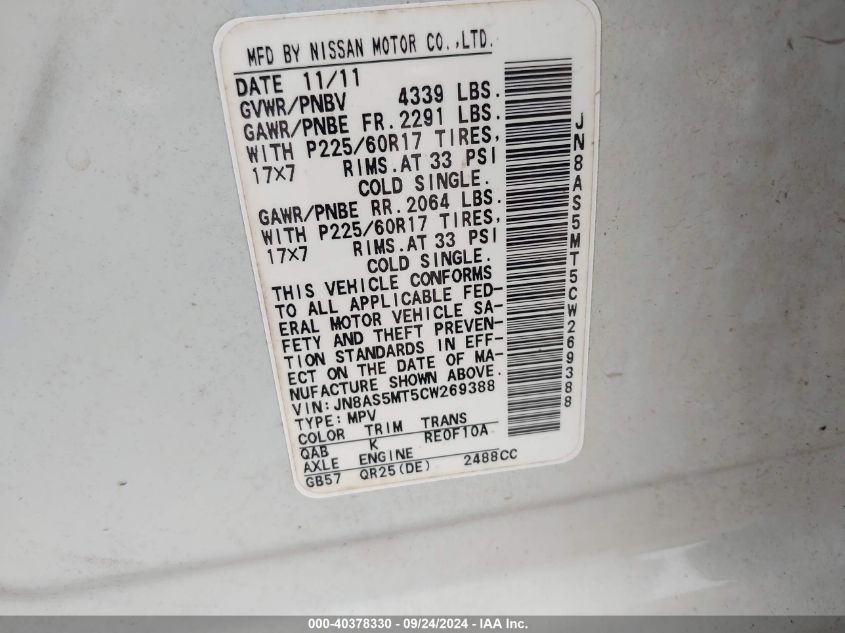 MFD BY NISSAN MOTOR CO.,LTD.
DATE 11/11
GVWR/PNBV 4339 LBS.
GAWR/PNBE FR.2291 LBS.
WITH P225/60R17 TIRES,
17×7 RIMS.AT 33 PSI
COLD SINGLE.
GAWR/PNBE RR.2064 LBS.
WITH P225/60R17 TIRES,
17×7 RIMS.AT 33 PSI
COLD SINGLE.
THIS VEHICLE CONFORMS
TO ALL APPLICABLE FED-
ERAL MOTOR VEHICLE SA-
FETY AND THEFT PREVEN-
TION STANDARDS IN EFF-
ECT ON THE DATE OF MA-
NUFACTURE SHOWN ABOVE.
VIN:JN8AS5MT5CW269388
TYPE:MPV
COLOR TRIM TRANS
QAB K RE0F10A
AXLE ENGINE
GB57 QR25(DE) 2488CC
JN8AS5MT5CW269388
000-40378330 - 09/24/2024 - IAA Inc.